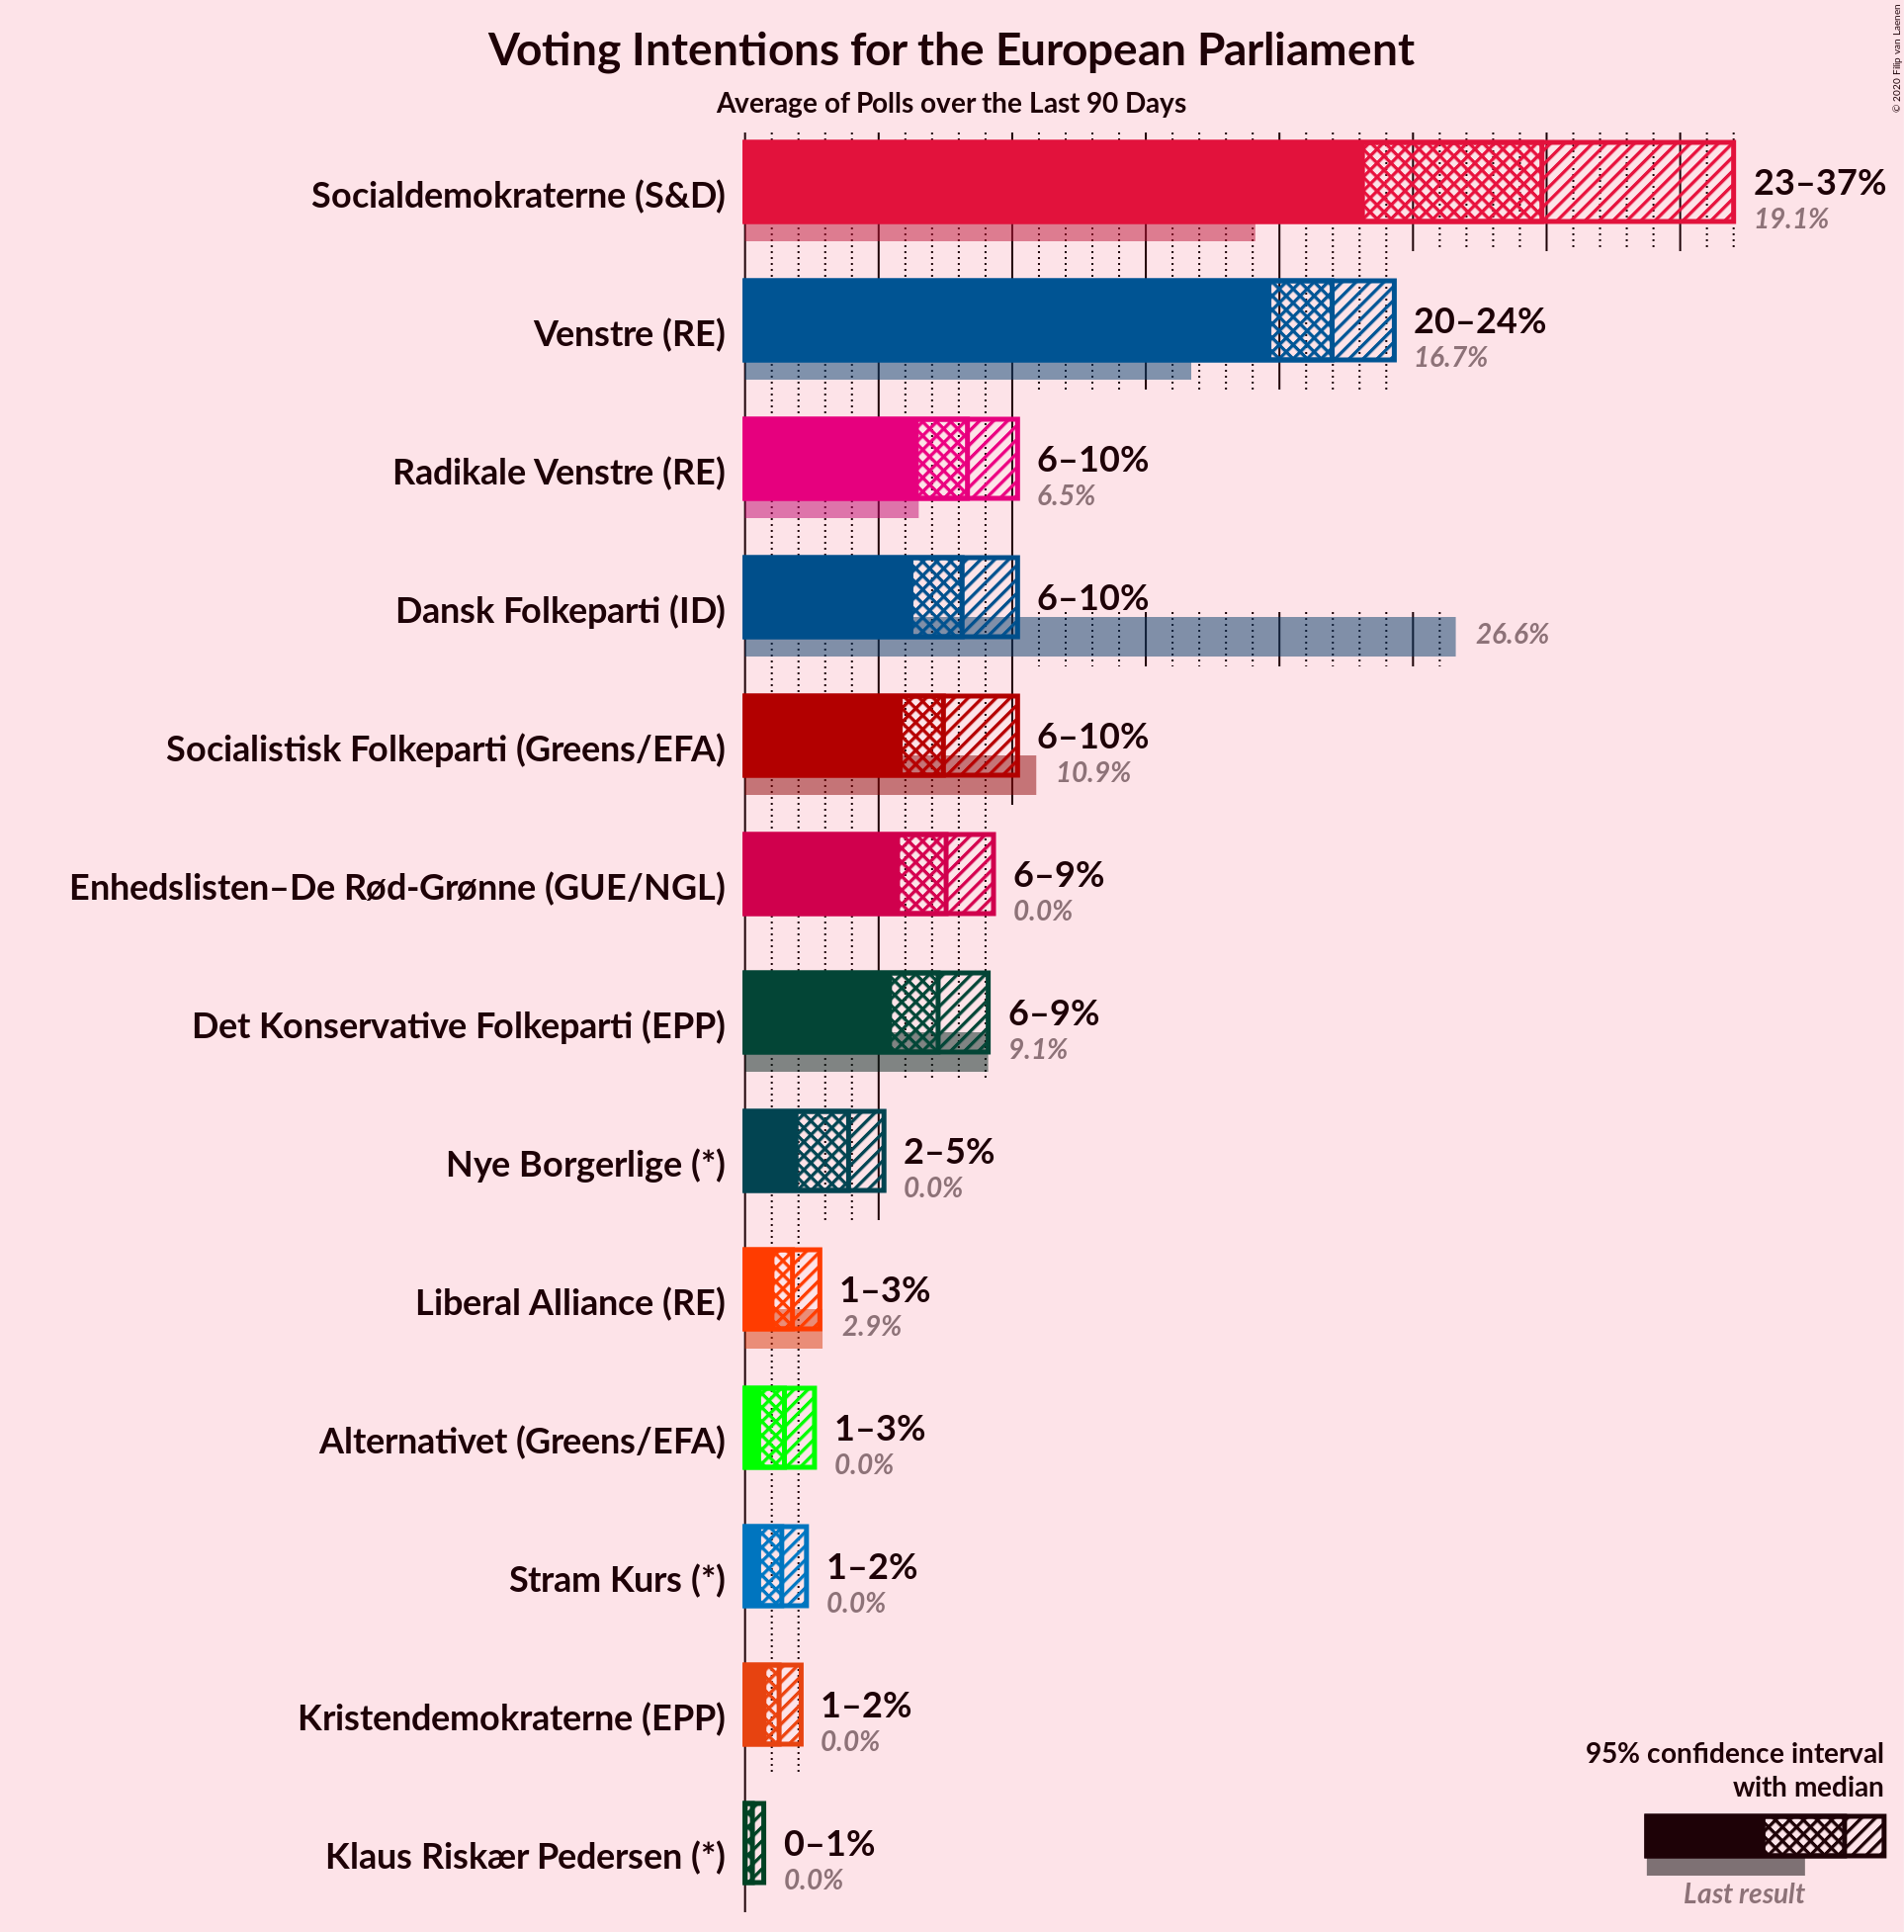 Voting Intentions for the European Parliament
Average of Polls over the Last 90 Days
© 2020 Filip van Laenen
Socialdemokraterne (S&D)
23–37%
19.1%
Venstre (RE)
20–24%
16.7%
Radikale Venstre (RE)
6–10%
6.5%
Dansk Folkeparti (ID)
6–10%
26.6%
Socialistisk Folkeparti (Greens/EFA)
6–10%
10.9%
Enhedslisten–De Rød-Grønne (GUE/NGL)
6–9%
0.0%
Det Konservative Folkeparti (EPP)
6–9%
9.1%
Nye Borgerlige (*)
2–5%
0.0%
Liberal Alliance (RE)
1–3%
2.9%
Alternativet (Greens/EFA)
1–3%
0.0%
Stram Kurs (*)
1–2%
0.0%
Kristendemokraterne (EPP)
1–2%
0.0%
Klaus Riskær Pedersen (*)
0–1%
0.0%
95% confidence interval
with median
Last result